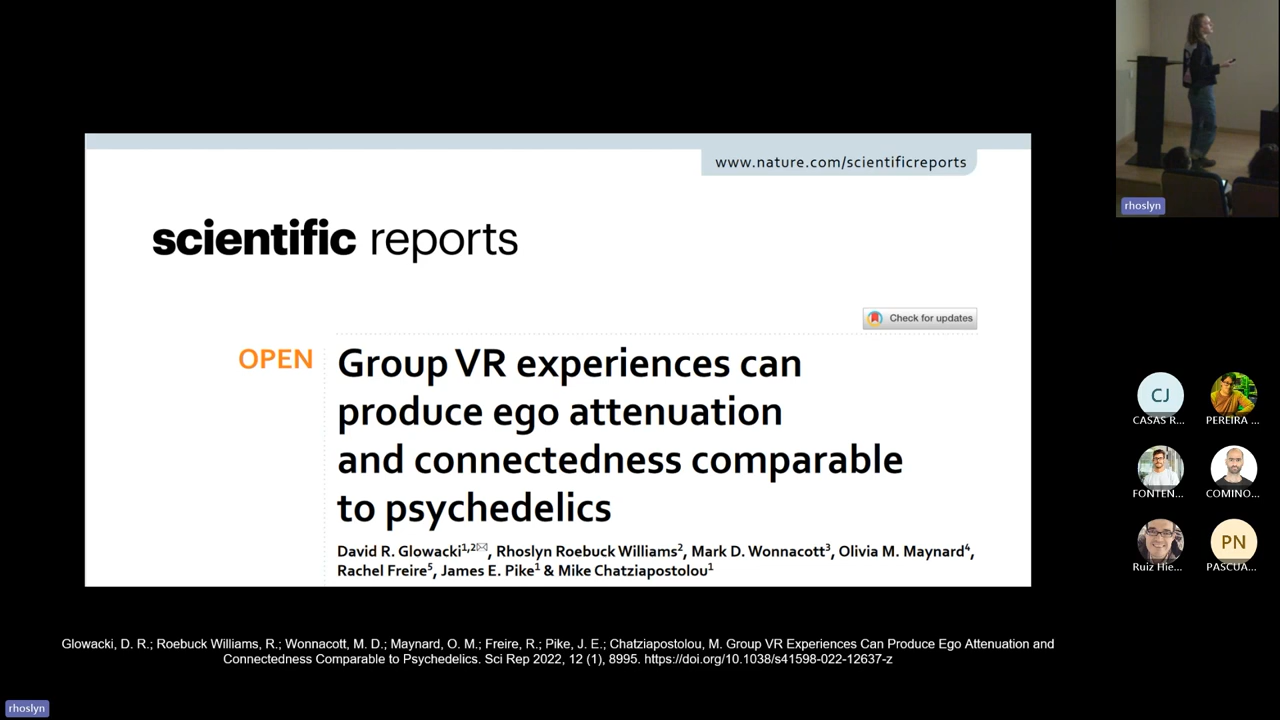 www.nature.com/scientificreports
scientific reports
Check for updates
OPEN
Group VR experiences can
produce ego attenuation
and connectedness comparable
to psychedelics
David R. Glowacki1,2✉, Rhoslyn Roebuck Williams2, Mark D. Wonnacott3, Olivia M. Maynard4,
Rachel Freire5, James E. Pike1 & Mike Chatziapostolou1
Glowacki, D. R.; Roebuck Williams, R.; Wonnacott, M. D.; Maynard, O. M.; Freire, R.; Pike, J. E.; Chatziapostolou, M. Group VR Experiences Can Produce Ego Attenuation and
Connectedness Comparable to Psychedelics. Sci Rep 2022, 12 (1), 8995. https://doi.org/10.1038/s41598-022-12637-z
rhoslyn
rhoslyn
CJ
CASAS R...
PEREIRA ...
FONTEN...
COMINO...
Ruiz Hie...
PN
PASCUA...